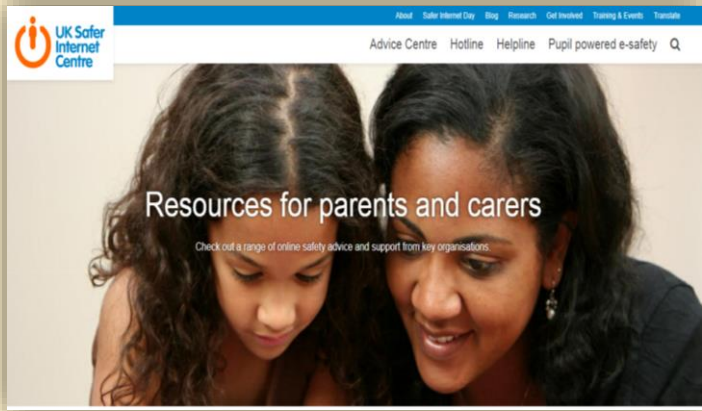 UK Safer
Internet
Centre
About Safer Internet Day Blog Research Get Involved Training & Events Translate
Advice Centre Hotline Helpline Pupil powered e-safety
Resources for parents and carers
Check out a range of online safety advice and support from key organisations.